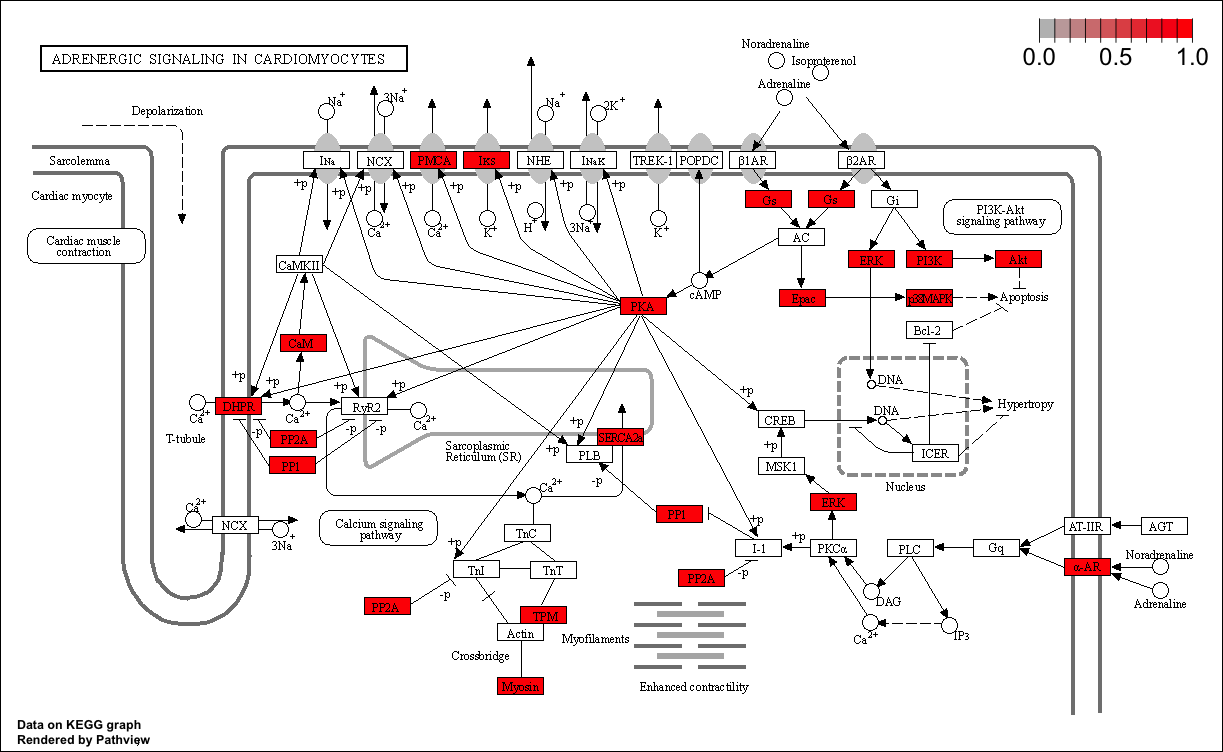 0.0 0.5 1.0
ADRENERGIC SIGNALING IN CARDIOMYOCYTES
Noradrenaline
Isoproterenol
Adrenaline
Depolarization
Na+
3Na+
Na+
2K+
Sarcolemma
INa
NCX
PMCA
IKs
NHE
INaK
TREK-1
POPDC
β1AR
β2AR
+p
+p
+p
+p
+p
+p
Cardiac myocyte
Gs
Gs
Gi
PI3K-Akt
signaling pathway
Ca2+
Ca2+
K+
H+
3Na+
K+
Cardiac muscle
contraction
AC
CaMKII
ERK
PI3K
Akt
cAMP
Epac
p38MAPK
Apoptosis
PKA
Bcl-2
CaM
+p
+p
+p
+p
DNA
+p
Ca2+
DHPR
Ca2+
RyR2
Ca2+
Hypertropy
CREB
DNA
T-tubule
-p
PP2A
-p
-p
PP1
+p
SERCA2a
+p
PLB
-p
Sarcoplasmic
Reticulum (SR)
+p
MSK1
ICER
Nucleus
Ca2+
Ca2+
NCX
3Na+
Calcium signaling
pathway
PP1
ERK
TnC
+p
+p
I-1
+p
PKCα
PLC
Gq
AT-IIR
AGT
Noradrenaline
TnI
TnT
-p
PP2A
-p
α-AR
PP2A
DAG
Adrenaline
TPM
Actin
Myofilaments
Ca2+
IP3
Crossbridge
Myosin
Enhanced contractility
Data on KEGG graph
Rendered by Pathview